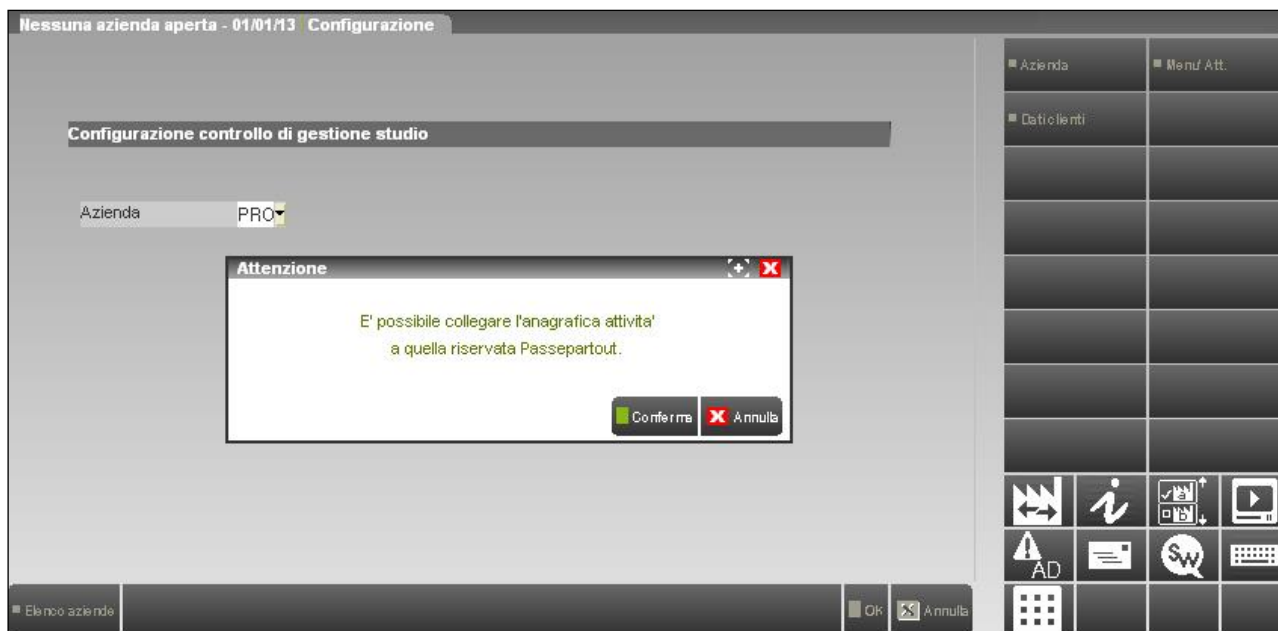 Nessuna azienda aperta - 01/01/13 Configurazione
Azienda
Menu' Att.
Configurazione controllo di gestione studio
Dati clienti
Azienda PRO
Attenzione
E' possibile collegare l'anagrafica attivita'
a quella riservata Passepartout.
Conferma
Annulla
AD
SW
Elenco aziende
Ok
Annulla